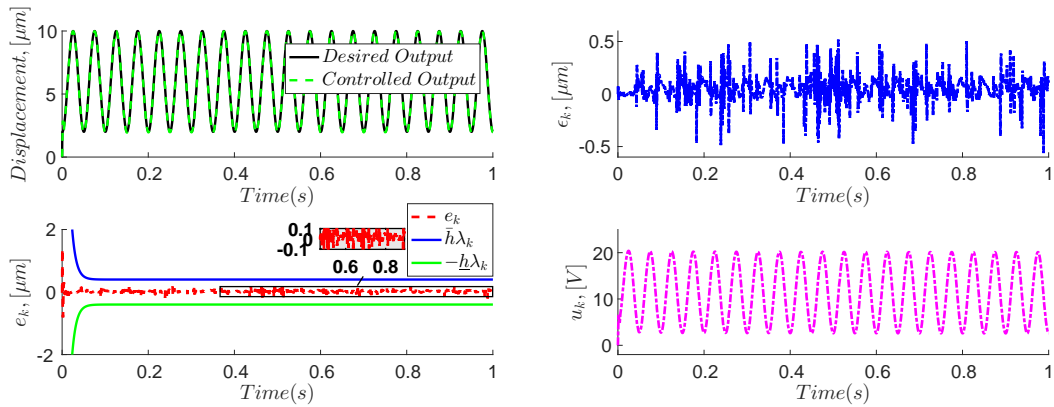 Displacement, [μm]
10
5
0
Desired Output
Controlled Output
0 0.2 0.4 0.6 0.8 1
Time(s)
e_k, [μm]
0.5
0
-0.5
0 0.2 0.4 0.6 0.8 1
Time(s)
e_k, [μm]
2
0
-2
0.1
0
-0.1
0.6 0.8
e_k
h̄λ_k
−h̲λ_k
0 0.2 0.4 0.6 0.8 1
Time(s)
u_k, [V]
20
10
0
0 0.2 0.4 0.6 0.8 1
Time(s)